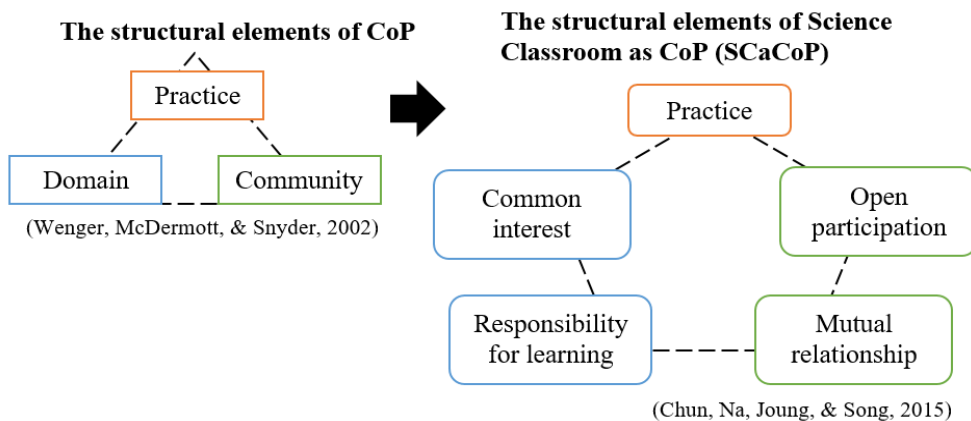 The structural elements of CoP
Practice
Domain
Community
(Wenger, McDermott, & Snyder, 2002)
The structural elements of Science
Classroom as CoP (SCaCoP)
Practice
Common
interest
Open
participation
Responsibility
for learning
Mutual
relationship
(Chun, Na, Joung, & Song, 2015)